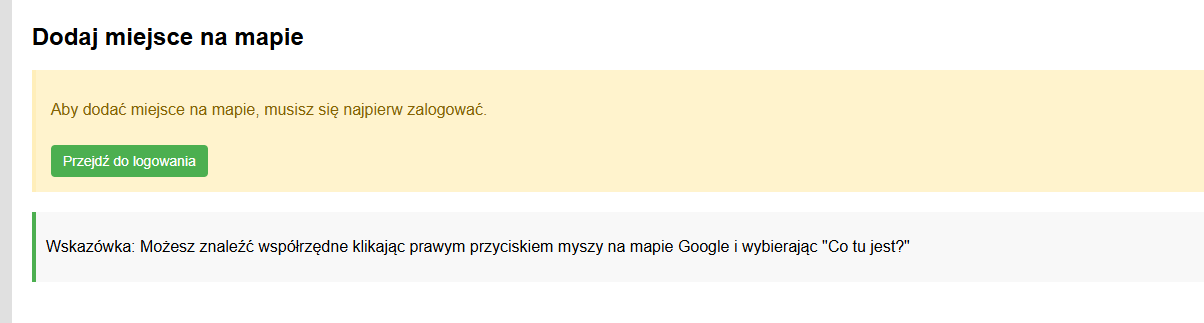 Dodaj miejsce na mapie
Aby dodać miejsce na mapie, musisz się najpierw zalogować.
Przejdź do logowania
Wskazówka: Możesz znaleźć współrzędne klikając prawym przyciskiem myszy na mapie Google i wybierając "Co tu jest?"